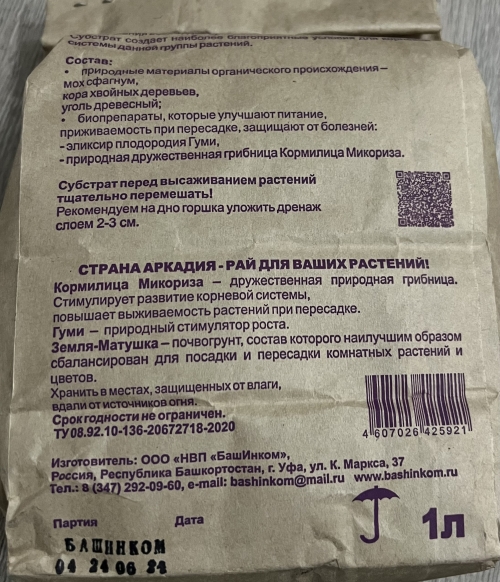 Субстрат создает наиболее благоприятные условия для
системы данной группы растений.
Состав:
• природные материалы органического происхождения –
мох сфагнум,
кора хвойных деревьев,
уголь древесный;
• биопрепараты, которые улучшают питание,
приживаемость при пересадке, защищают от болезней:
- эликсир плодородия Гуми,
- природная дружественная грибница Кормилица Микориза.
Субстрат перед высаживанием растений
тщательно перемешать!
Рекомендуем на дно горшка уложить дренаж
слоем 2-3 см.
СТРАНА АРКАДИЯ - РАЙ ДЛЯ ВАШИХ РАСТЕНИЙ!
Кормилица Микориза – дружественная природная грибница.
Стимулирует развитие корневой системы,
повышает выживаемость растений при пересадке.
Гуми – природный стимулятор роста.
Земля-Матушка – почвогрунт, состав которого наилучшим образом
сбалансирован для посадки и пересадки комнатных растений и
цветов.
Хранить в местах, защищенных от влаги,
вдали от источников огня.
Срок годности не ограничен.
ТУ 08.92.10-136-20672718-2020
4 607026 425921
Изготовитель: ООО «НВП «БашИнком»,
Россия, Республика Башкортостан, г. Уфа, ул. К. Маркса, 37
Тел.: 8 (347) 292-09-60, e-mail: bashinkom@mail.ru www.bashinkom.ru
Партия Дата
1л
БАШИНКОМ
04 24 06 24